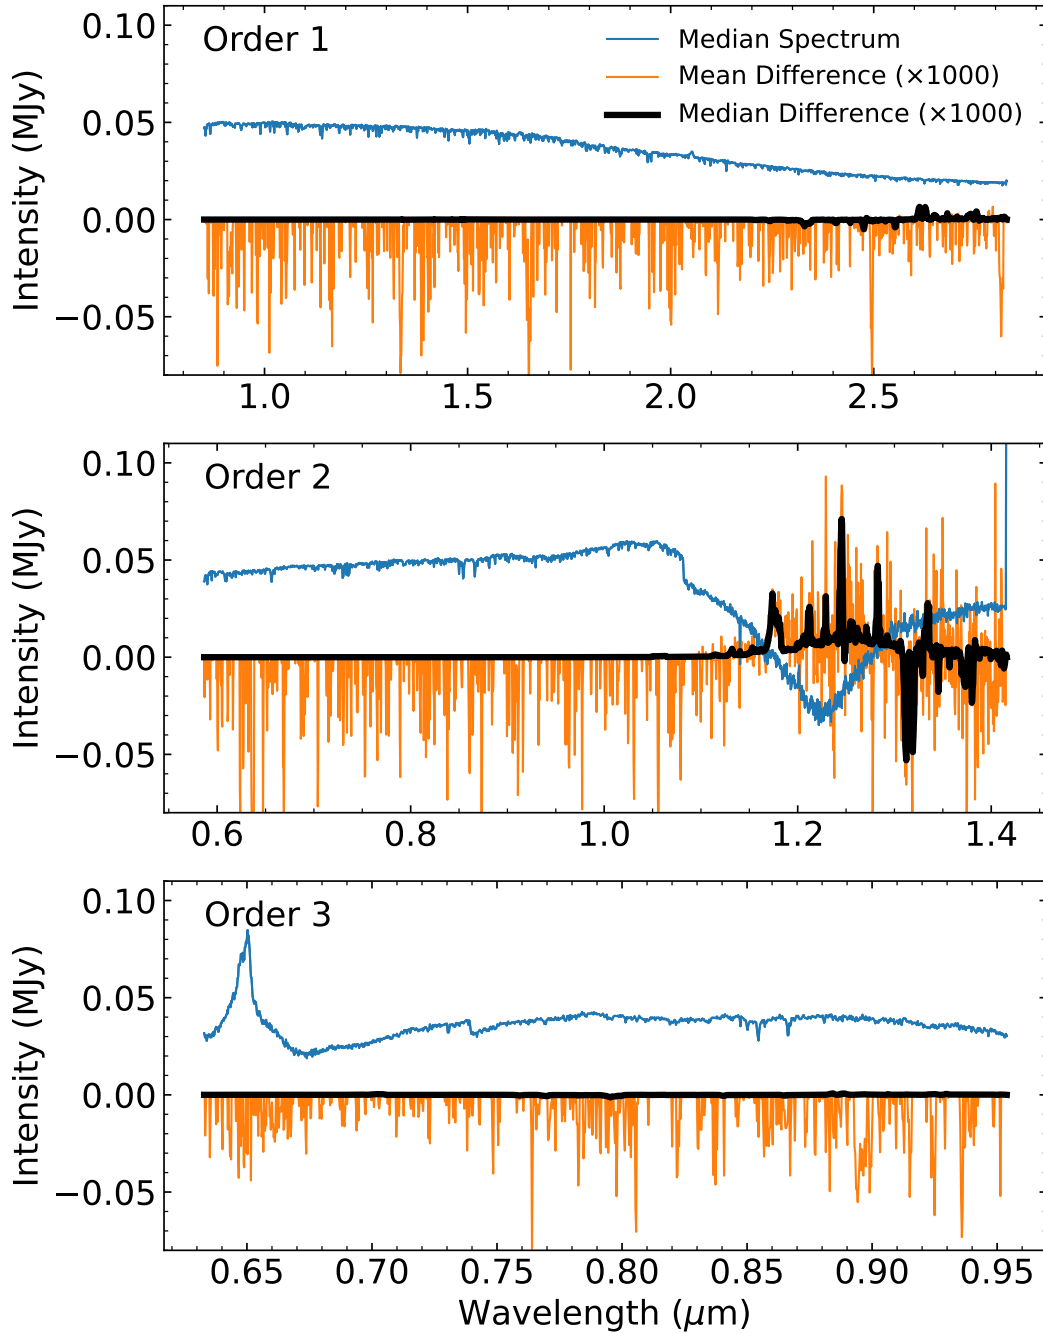 Order 1
Median Spectrum
Mean Difference (×1000)
Median Difference (×1000)
Intensity (MJy)
0.10
0.05
0.00
−0.05
1.0 1.5 2.0 2.5
Order 2
Intensity (MJy)
0.10
0.05
0.00
−0.05
0.6 0.8 1.0 1.2 1.4
Order 3
Intensity (MJy)
0.10
0.05
0.00
−0.05
0.65 0.70 0.75 0.80 0.85 0.90 0.95
Wavelength (μm)